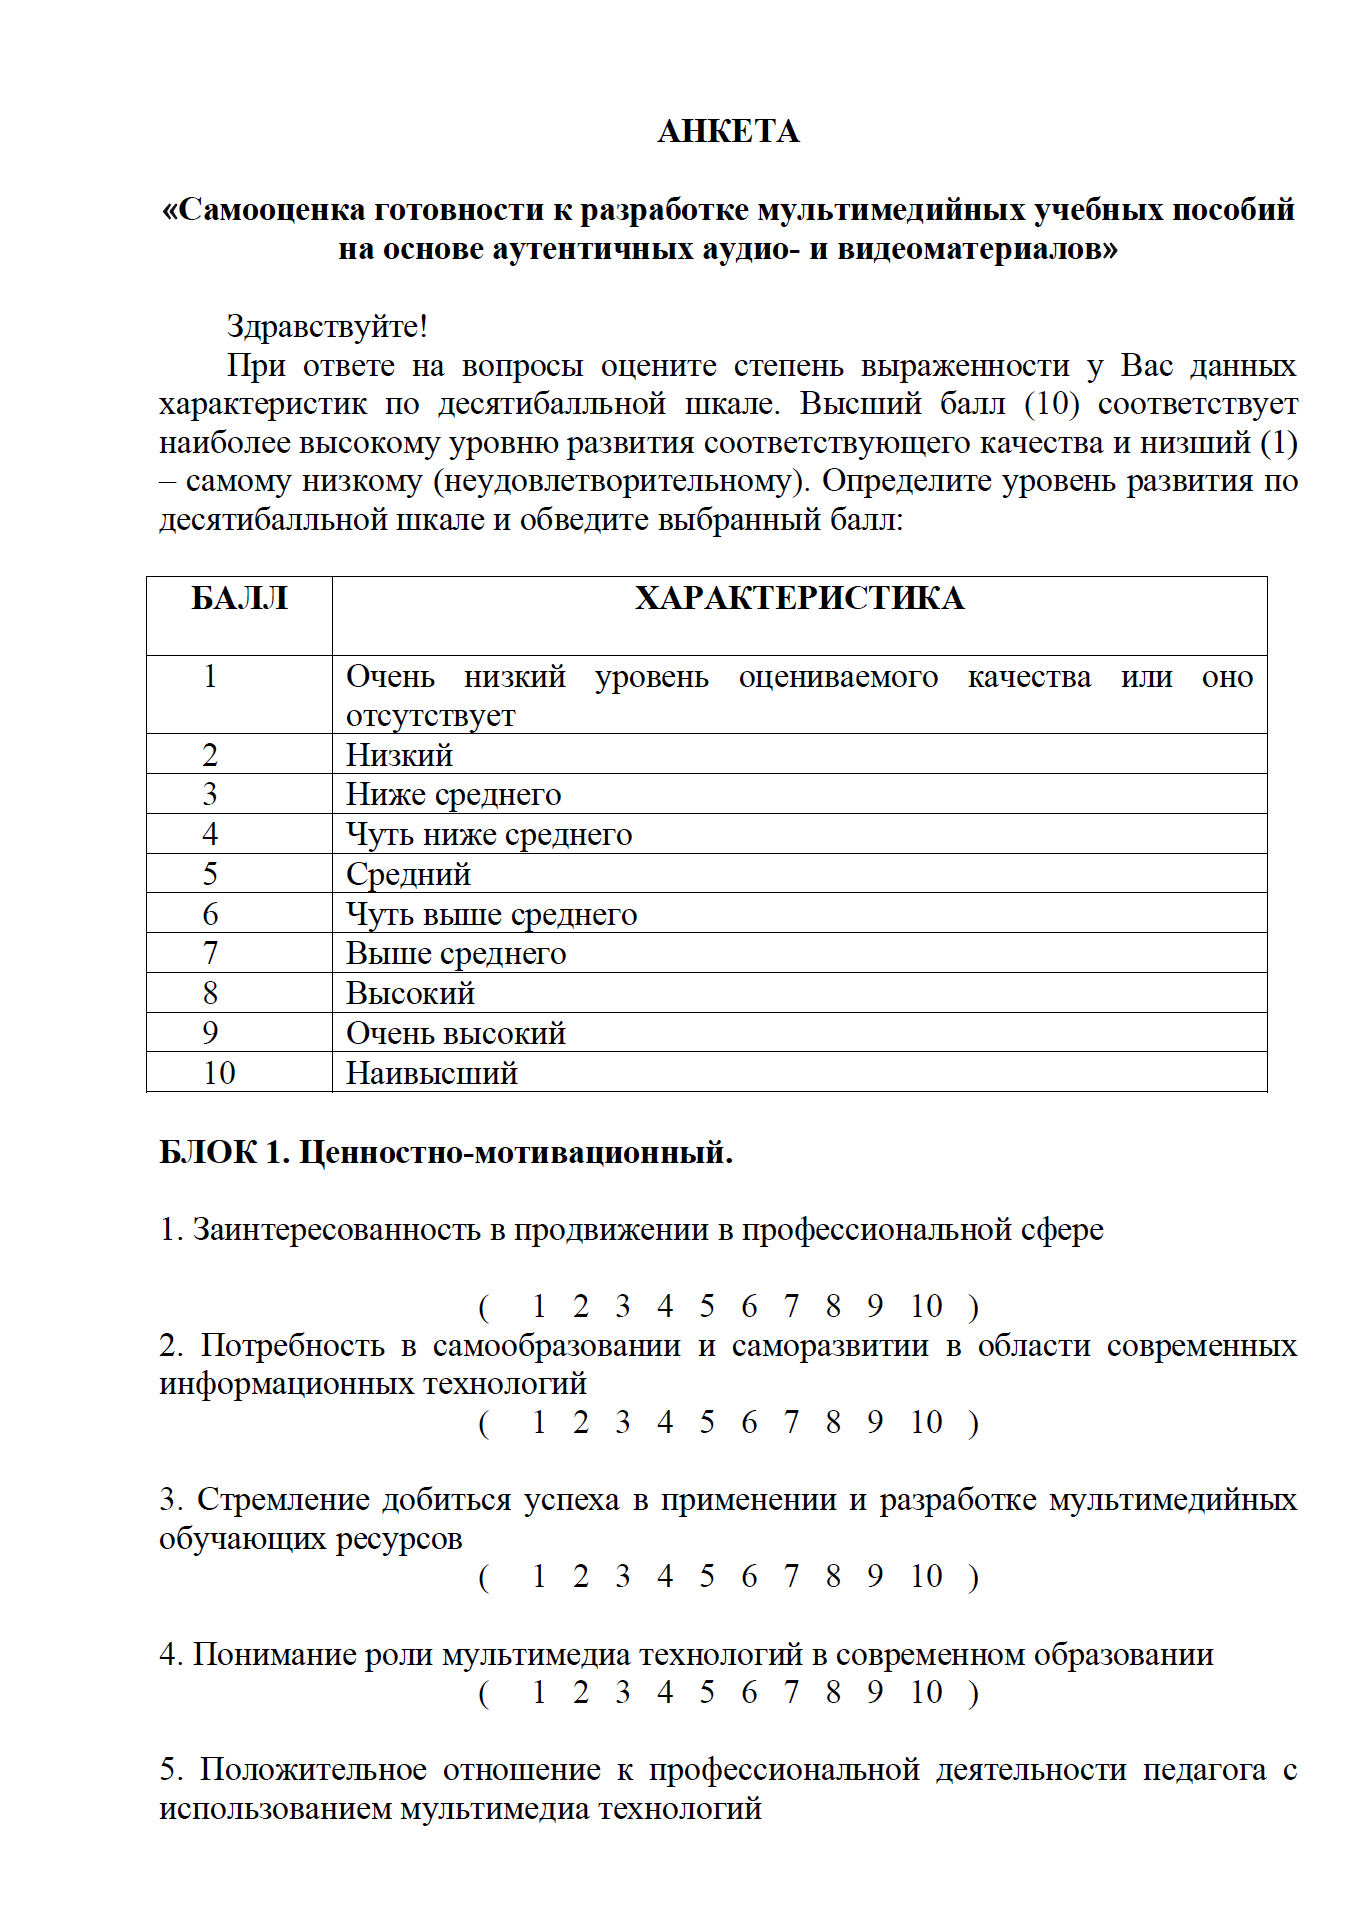 АНКЕТА
«Самооценка готовности к разработке мультимедийных учебных пособий
на основе аутентичных аудио- и видеоматериалов»
Здравствуйте!
При ответе на вопросы оцените степень выраженности у Вас данных
характеристик по десятибалльной шкале. Высший балл (10) соответствует
наиболее высокому уровню развития соответствующего качества и низший (1)
– самому низкому (неудовлетворительному). Определите уровень развития по
десятибалльной шкале и обведите выбранный балл:
БАЛЛ ХАРАКТЕРИСТИКА
1 Очень низкий уровень оцениваемого качества или оно
отсутствует
2 Низкий
3 Ниже среднего
4 Чуть ниже среднего
5 Средний
6 Чуть выше среднего
7 Выше среднего
8 Высокий
9 Очень высокий
10 Наивысший
БЛОК 1. Ценностно-мотивационный.
1. Заинтересованность в продвижении в профессиональной сфере
( 1 2 3 4 5 6 7 8 9 10 )
2. Потребность в самообразовании и саморазвитии в области современных
информационных технологий
( 1 2 3 4 5 6 7 8 9 10 )
3. Стремление добиться успеха в применении и разработке мультимедийных
обучающих ресурсов
( 1 2 3 4 5 6 7 8 9 10 )
4. Понимание роли мультимедиа технологий в современном образовании
( 1 2 3 4 5 6 7 8 9 10 )
5. Положительное отношение к профессиональной деятельности педагога с
использованием мультимедиа технологий